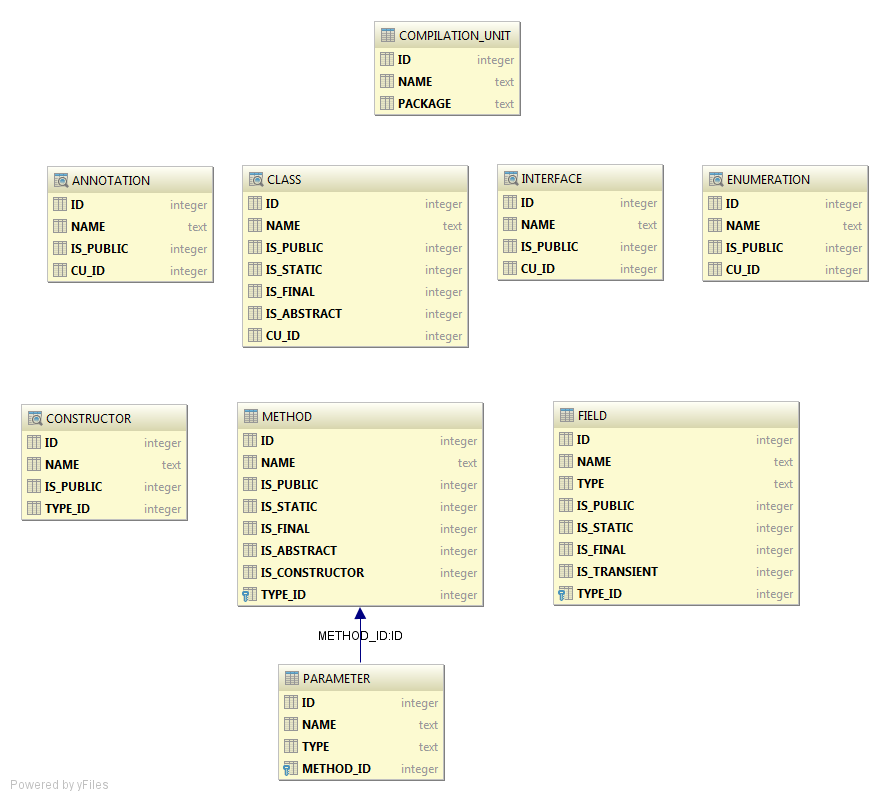 COMPILATION_UNIT
ID integer
NAME text
PACKAGE text
ANNOTATION
ID integer
NAME text
IS_PUBLIC integer
CU_ID integer
CLASS
ID integer
NAME text
IS_PUBLIC integer
IS_STATIC integer
IS_FINAL integer
IS_ABSTRACT integer
CU_ID integer
INTERFACE
ID integer
NAME text
IS_PUBLIC integer
CU_ID integer
ENUMERATION
ID integer
NAME text
IS_PUBLIC integer
CU_ID integer
CONSTRUCTOR
ID integer
NAME text
IS_PUBLIC integer
TYPE_ID integer
METHOD
ID integer
NAME text
IS_PUBLIC integer
IS_STATIC integer
IS_FINAL integer
IS_ABSTRACT integer
IS_CONSTRUCTOR integer
TYPE_ID integer
FIELD
ID integer
NAME text
TYPE text
IS_PUBLIC integer
IS_STATIC integer
IS_FINAL integer
IS_TRANSIENT integer
TYPE_ID integer
METHOD_ID:ID
PARAMETER
ID integer
NAME text
TYPE text
METHOD_ID integer
Powered by yFiles